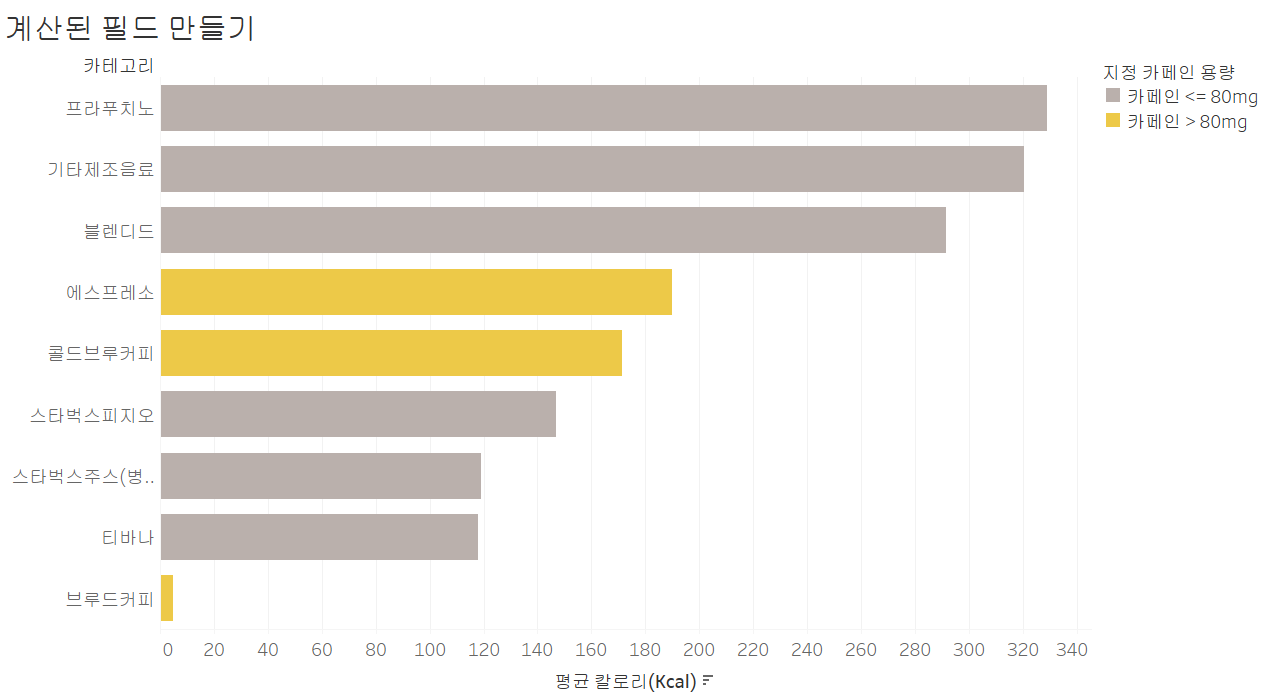 계산된 필드 만들기
카테고리
프라푸치노
기타제조음료
블렌디드
에스프레소
콜드브루커피
스타벅스피지오
스타벅스주스(병..
티바나
브루드커피
0 20 40 60 80 100 120 140 160 180 200 220 240 260 280 300 320 340
평균 칼로리(Kcal)
지정 카페인 용량
카페인 <= 80mg
카페인 > 80mg